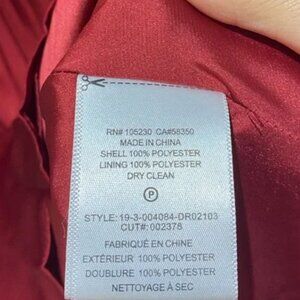 RN# 105230 CA#58350
MADE IN CHINA
SHELL 100% POLYESTER
LINING 100% POLYESTER
DRY CLEAN
P
STYLE: 19-3-004084-DR02103
CUT#: 002378
FABRIQUÉ EN CHINE
EXTÉRIEUR 100% POLYESTER
DOUBLURE 100% POLYESTER
NETTOYAGE À SEC